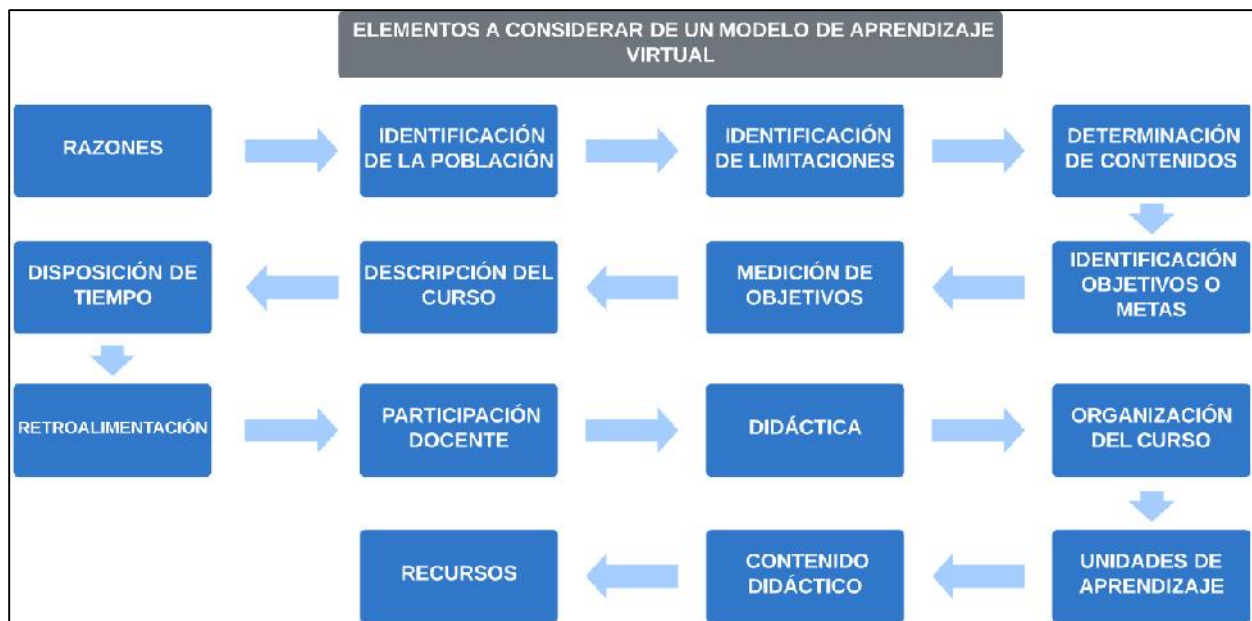 ELEMENTOS A CONSIDERAR DE UN MODELO DE APRENDIZAJE
VIRTUAL
RAZONES
IDENTIFICACIÓN
DE LA POBLACIÓN
IDENTIFICACIÓN
DE LIMITACIONES
DETERMINACIÓN
DE CONTENIDOS
IDENTIFICACIÓN
OBJETIVOS O
METAS
MEDICIÓN DE
OBJETIVOS
DESCRIPCIÓN DEL
CURSO
DISPOSICIÓN DE
TIEMPO
RETROALIMENTACIÓN
PARTICIPACIÓN
DOCENTE
DIDÁCTICA
ORGANIZACIÓN
DEL CURSO
UNIDADES DE
APRENDIZAJE
CONTENIDO
DIDÁCTICO
RECURSOS